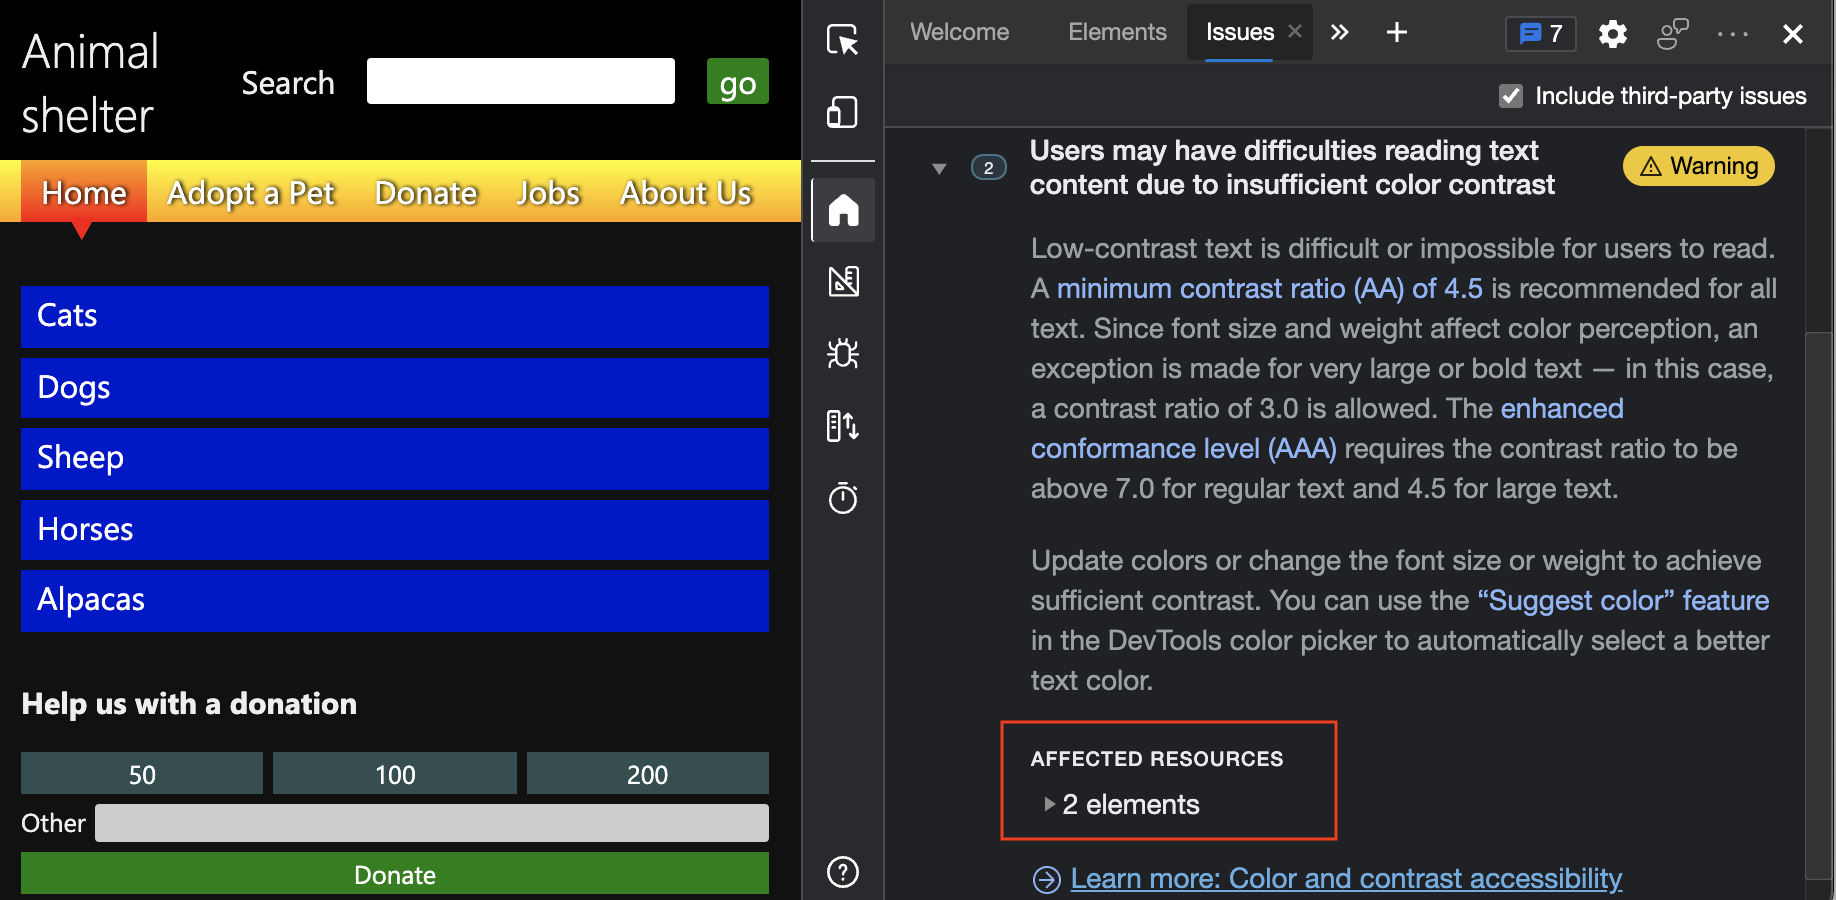 Animal
shelter
Search
go
Home Adopt a Pet Donate Jobs About Us
Cats
Dogs
Sheep
Horses
Alpacas
Help us with a donation
50 100 200
Other
Donate
Welcome Elements Issues 7
Include third-party issues
2 Users may have difficulties reading text
content due to insufficient color contrast
Warning
Low-contrast text is difficult or impossible for users to read.
A minimum contrast ratio (AA) of 4.5 is recommended for all
text. Since font size and weight affect color perception, an
exception is made for very large or bold text — in this case,
a contrast ratio of 3.0 is allowed. The enhanced
conformance level (AAA) requires the contrast ratio to be
above 7.0 for regular text and 4.5 for large text.
Update colors or change the font size or weight to achieve
sufficient contrast. You can use the “Suggest color” feature
in the DevTools color picker to automatically select a better
text color.
AFFECTED RESOURCES
2 elements
Learn more: Color and contrast accessibility